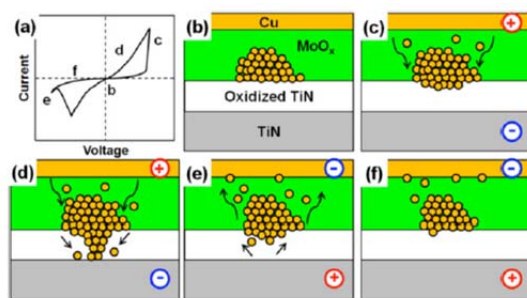 (a)
Current
Voltage
b
c
d
e
f
(b)
Cu
MoOₓ
Oxidized TiN
TiN
(c)
+
-
(d)
+
-
(e)
-
+
(f)
-
+